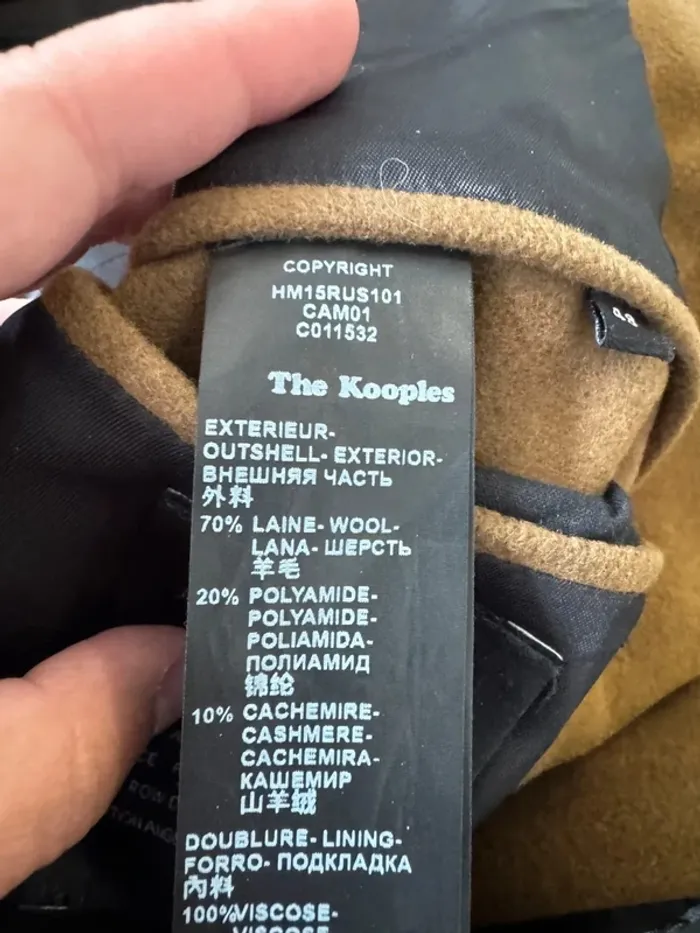 COPYRIGHT
HM15RUS101
CAM01
C011532
The Kooples
EXTERIEUR-
OUTSHELL- EXTERIOR-
ВНЕШНЯЯ ЧАСТЬ
外料
70% LAINE- WOOL-
LANA- ШЕРСТЬ
羊毛
20% POLYAMIDE-
POLYAMIDE-
POLIAMIDA-
ПОЛИАМИД
锦纶
10% CACHEMIRE-
CASHMERE-
CACHEMIRA-
КАШЕМИР
山羊绒
DOUBLURE- LINING-
FORRO- ПОДКЛАДКА
内料
100%VISCOSE-
VISCOSE-
48